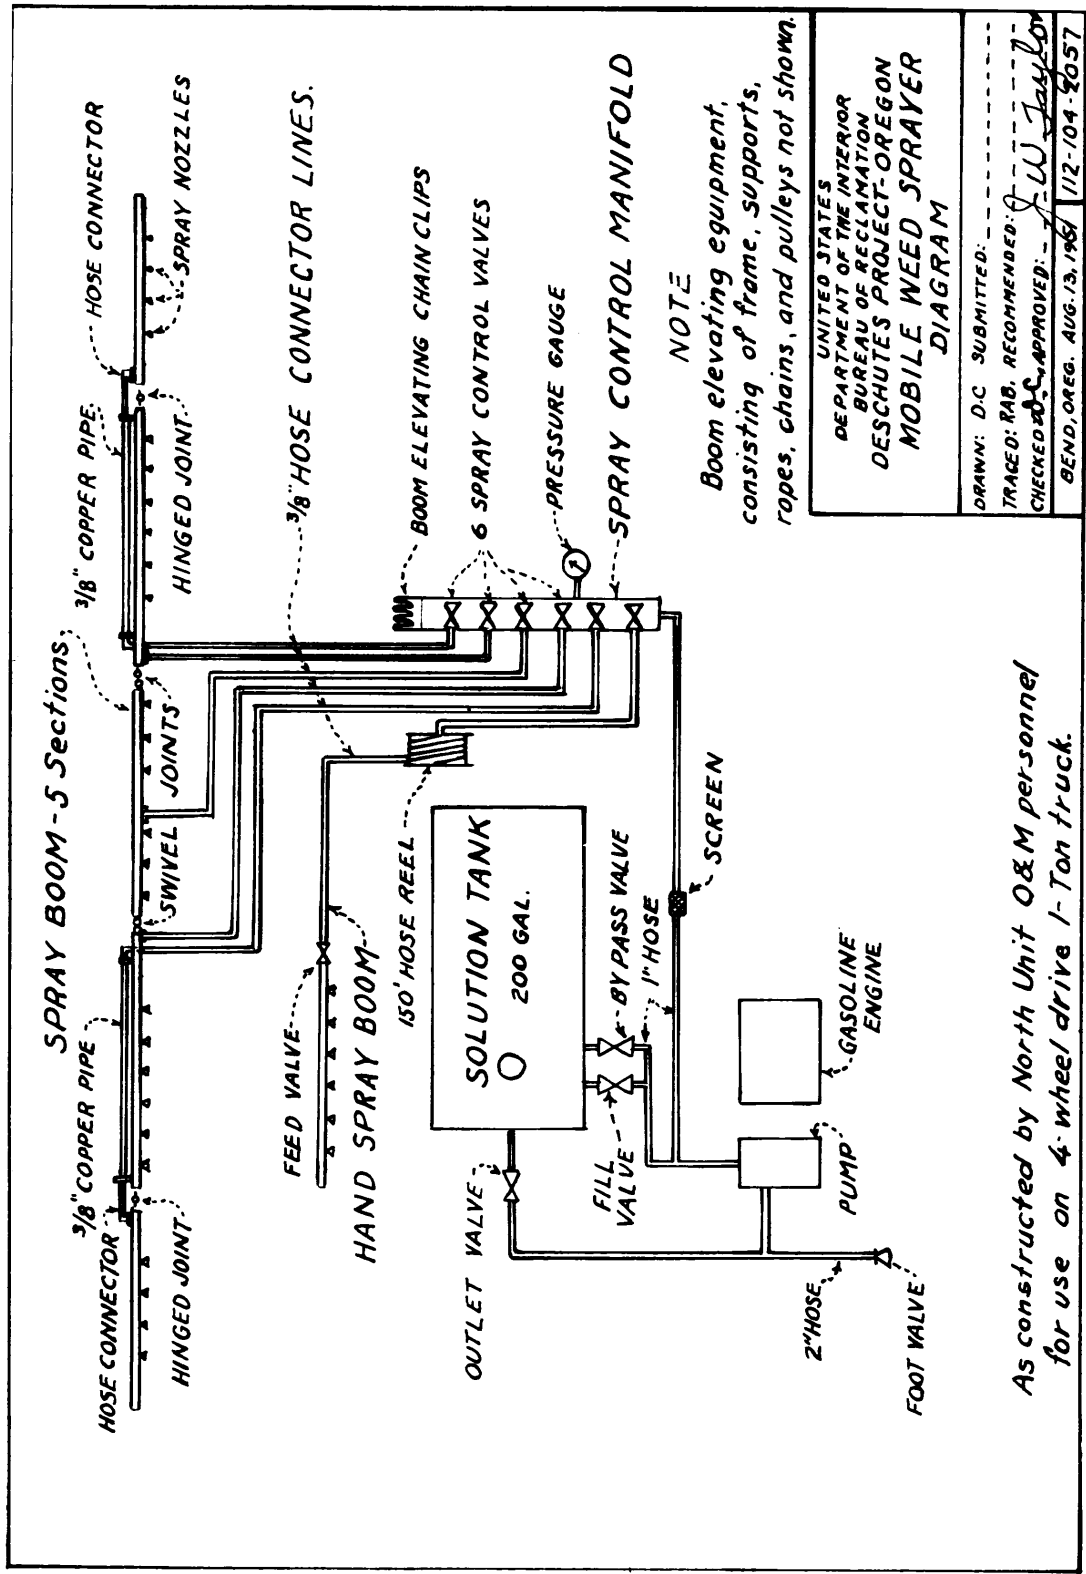 SPRAY BOOM-5 Sections
HOSE CONNECTOR
3/8" COPPER PIPE
HINGED JOINT
SWIVEL JOINTS
3/8" COPPER PIPE
HINGED JOINT
HOSE CONNECTOR
SPRAY NOZZLES
3/8" HOSE CONNECTOR LINES.
FEED VALVE
HAND SPRAY BOOM
150' HOSE REEL
BOOM ELEVATING CHAIN CLIPS
6 SPRAY CONTROL VALVES
PRESSURE GAUGE
SPRAY CONTROL MANIFOLD
SOLUTION TANK
200 GAL.
OUTLET VALVE
FILL
VALVE
BY PASS VALVE
1" HOSE
SCREEN
PUMP
GASOLINE
ENGINE
2" HOSE
FOOT VALVE
NOTE
Boom elevating equipment,
consisting of frame, supports,
ropes, chains, and pulleys not shown.
As constructed by North Unit O&M personnel
for use on 4-wheel drive 1-Ton truck.
UNITED STATES
DEPARTMENT OF THE INTERIOR
BUREAU OF RECLAMATION
DESCHUTES PROJECT-OREGON
MOBILE WEED SPRAYER
DIAGRAM
DRAWN: D.C SUBMITTED:
TRACED: RAB. RECOMMENDED:
CHECKED D.C. APPROVED: J W Taylor
BEND, OREG. AUG. 13, 1951 112-104-2057